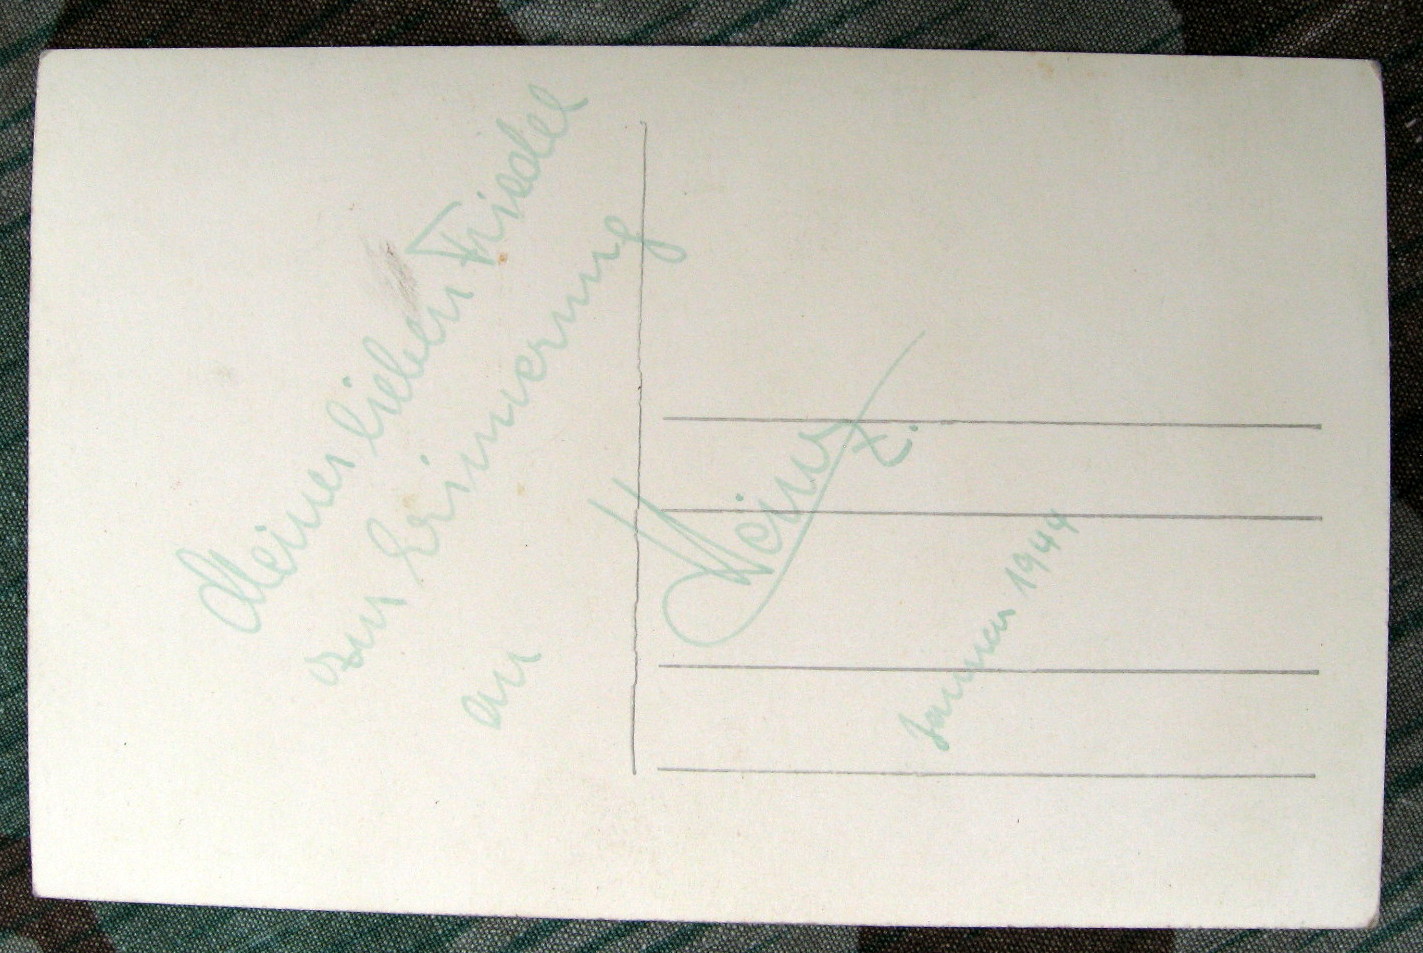 Meiner lieben Friedel
zur Erinnerung
an
Heinz
Januar 1944